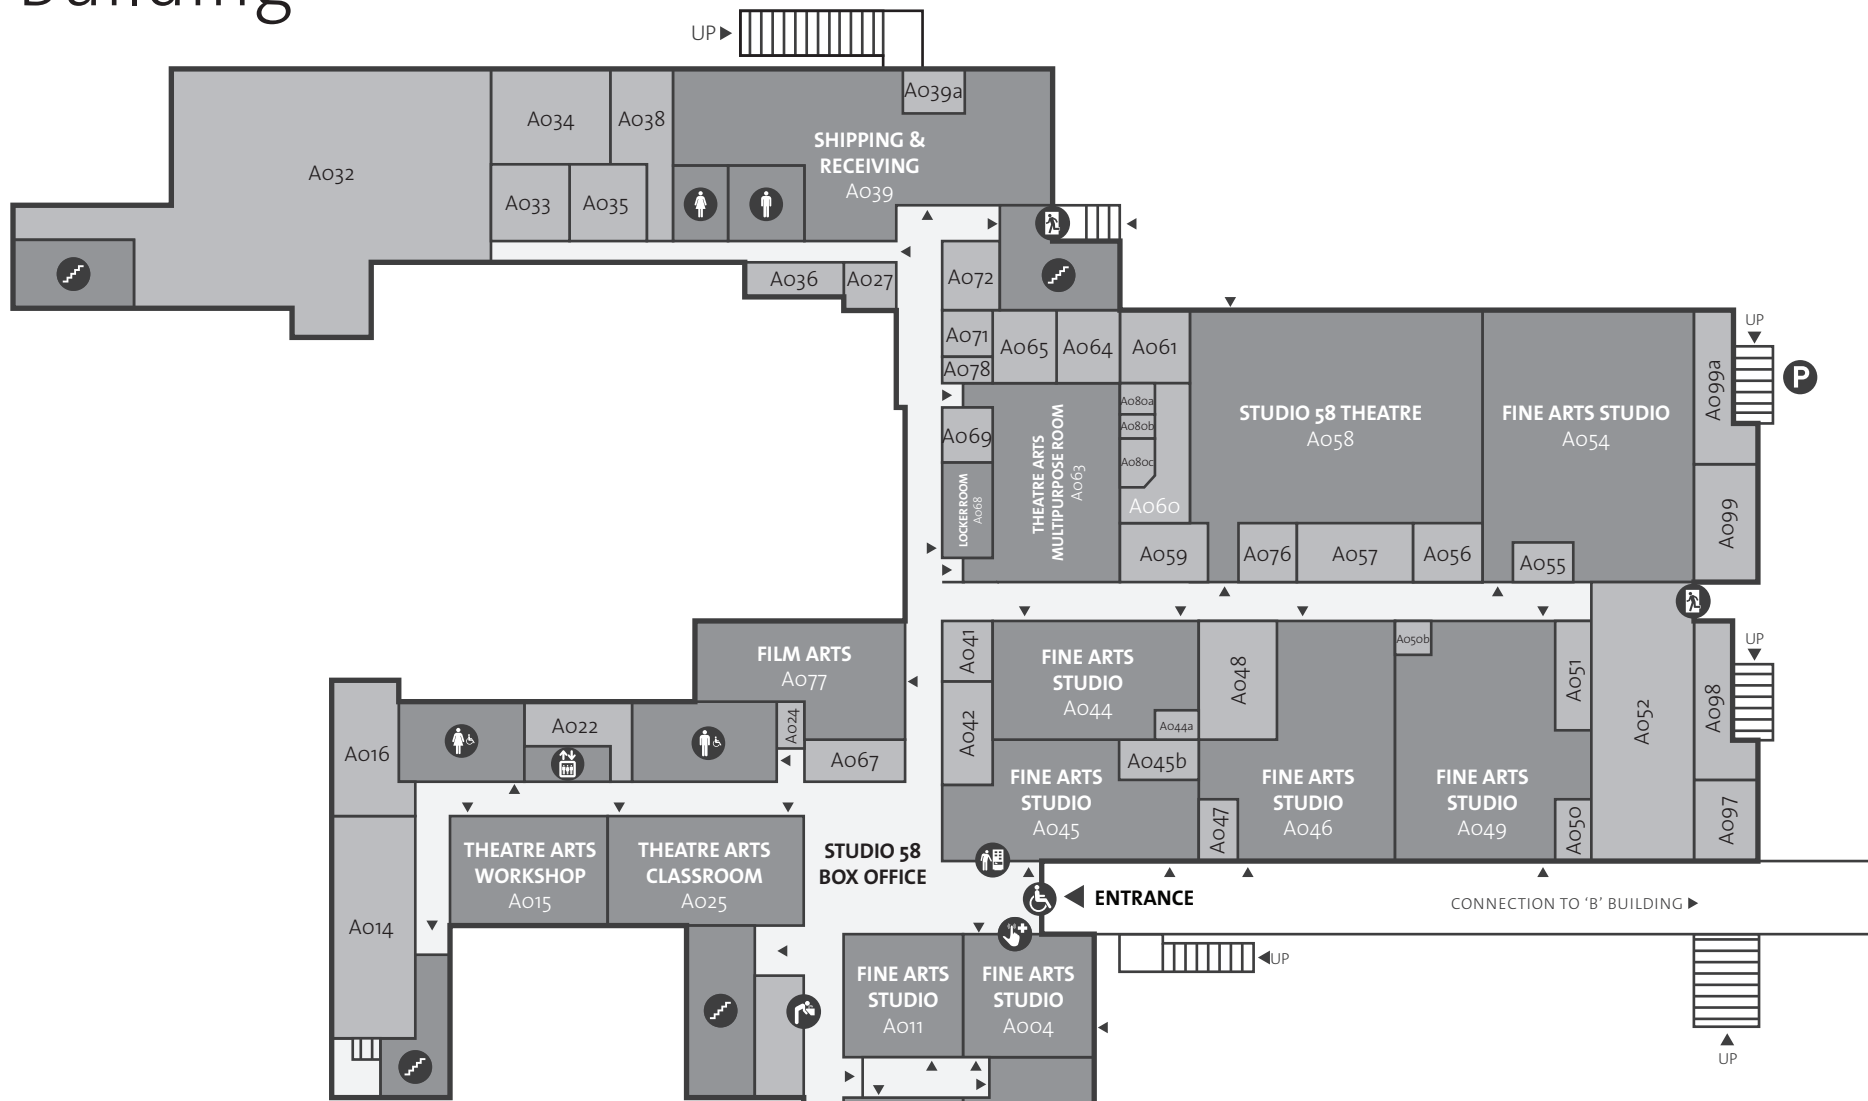 Building
UP
A039a
A034
A038
SHIPPING &
RECEIVING
A039
A032
A033
A035
A036
A027
A072
A071
A078
A065
A064
A061
UP
A099a
P
A080a
A080b
A080c
A060
STUDIO 58 THEATRE
A058
FINE ARTS STUDIO
A054
A069
LOCKER ROOM
A068
THEATRE ARTS
MULTIPURPOSE ROOM
A063
A059
A076
A057
A056
A055
A099
FILM ARTS
A077
A041
A042
FINE ARTS
STUDIO
A044
A044a
A048
A050b
A051
A052
A098
UP
A016
A022
A024
A067
FINE ARTS
STUDIO
A045
A045b
A047
FINE ARTS
STUDIO
A046
FINE ARTS
STUDIO
A049
A050
A097
THEATRE ARTS
WORKSHOP
A015
THEATRE ARTS
CLASSROOM
A025
STUDIO 58
BOX OFFICE
ENTRANCE
CONNECTION TO ‘B’ BUILDING
A014
UP
FINE ARTS
STUDIO
A011
FINE ARTS
STUDIO
A004
UP